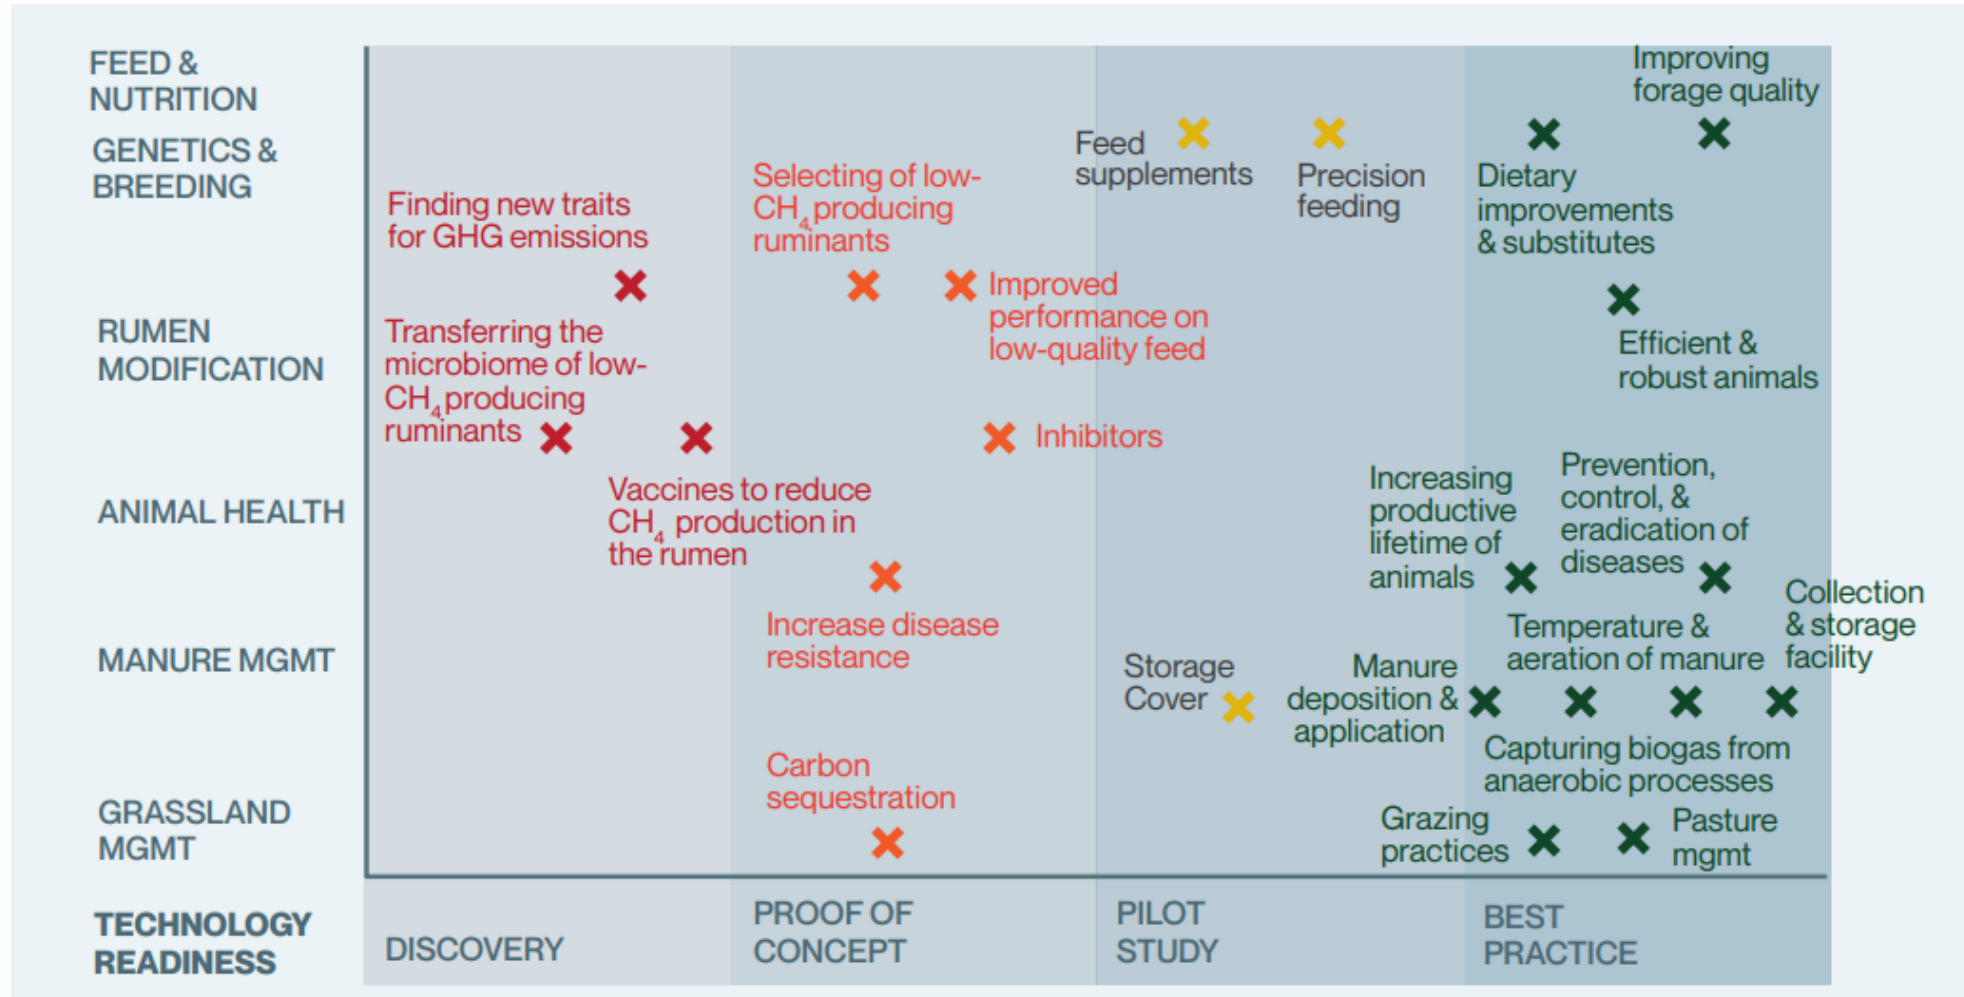 FEED &
NUTRITION
GENETICS &
BREEDING
RUMEN
MODIFICATION
ANIMAL HEALTH
MANURE MGMT
GRASSLAND
MGMT
TECHNOLOGY
READINESS
Improving
forage quality
Feed
supplements
Precision
feeding
Dietary
improvements
& substitutes
Finding new traits
for GHG emissions
Selecting of low-
CH₄ producing
ruminants
Improved
performance on
low-quality feed
Efficient &
robust animals
Transferring the
microbiome of low-
CH₄ producing
ruminants
Inhibitors
Vaccines to reduce
CH₄ production in
the rumen
Increasing
productive
lifetime of
animals
Prevention,
control, &
eradication of
diseases
Increase disease
resistance
Collection
& storage
facility
Temperature &
aeration of manure
Storage
Cover
Manure
deposition &
application
Capturing biogas from
anaerobic processes
Carbon
sequestration
Grazing
practices
Pasture
mgmt
DISCOVERY
PROOF OF
CONCEPT
PILOT
STUDY
BEST
PRACTICE